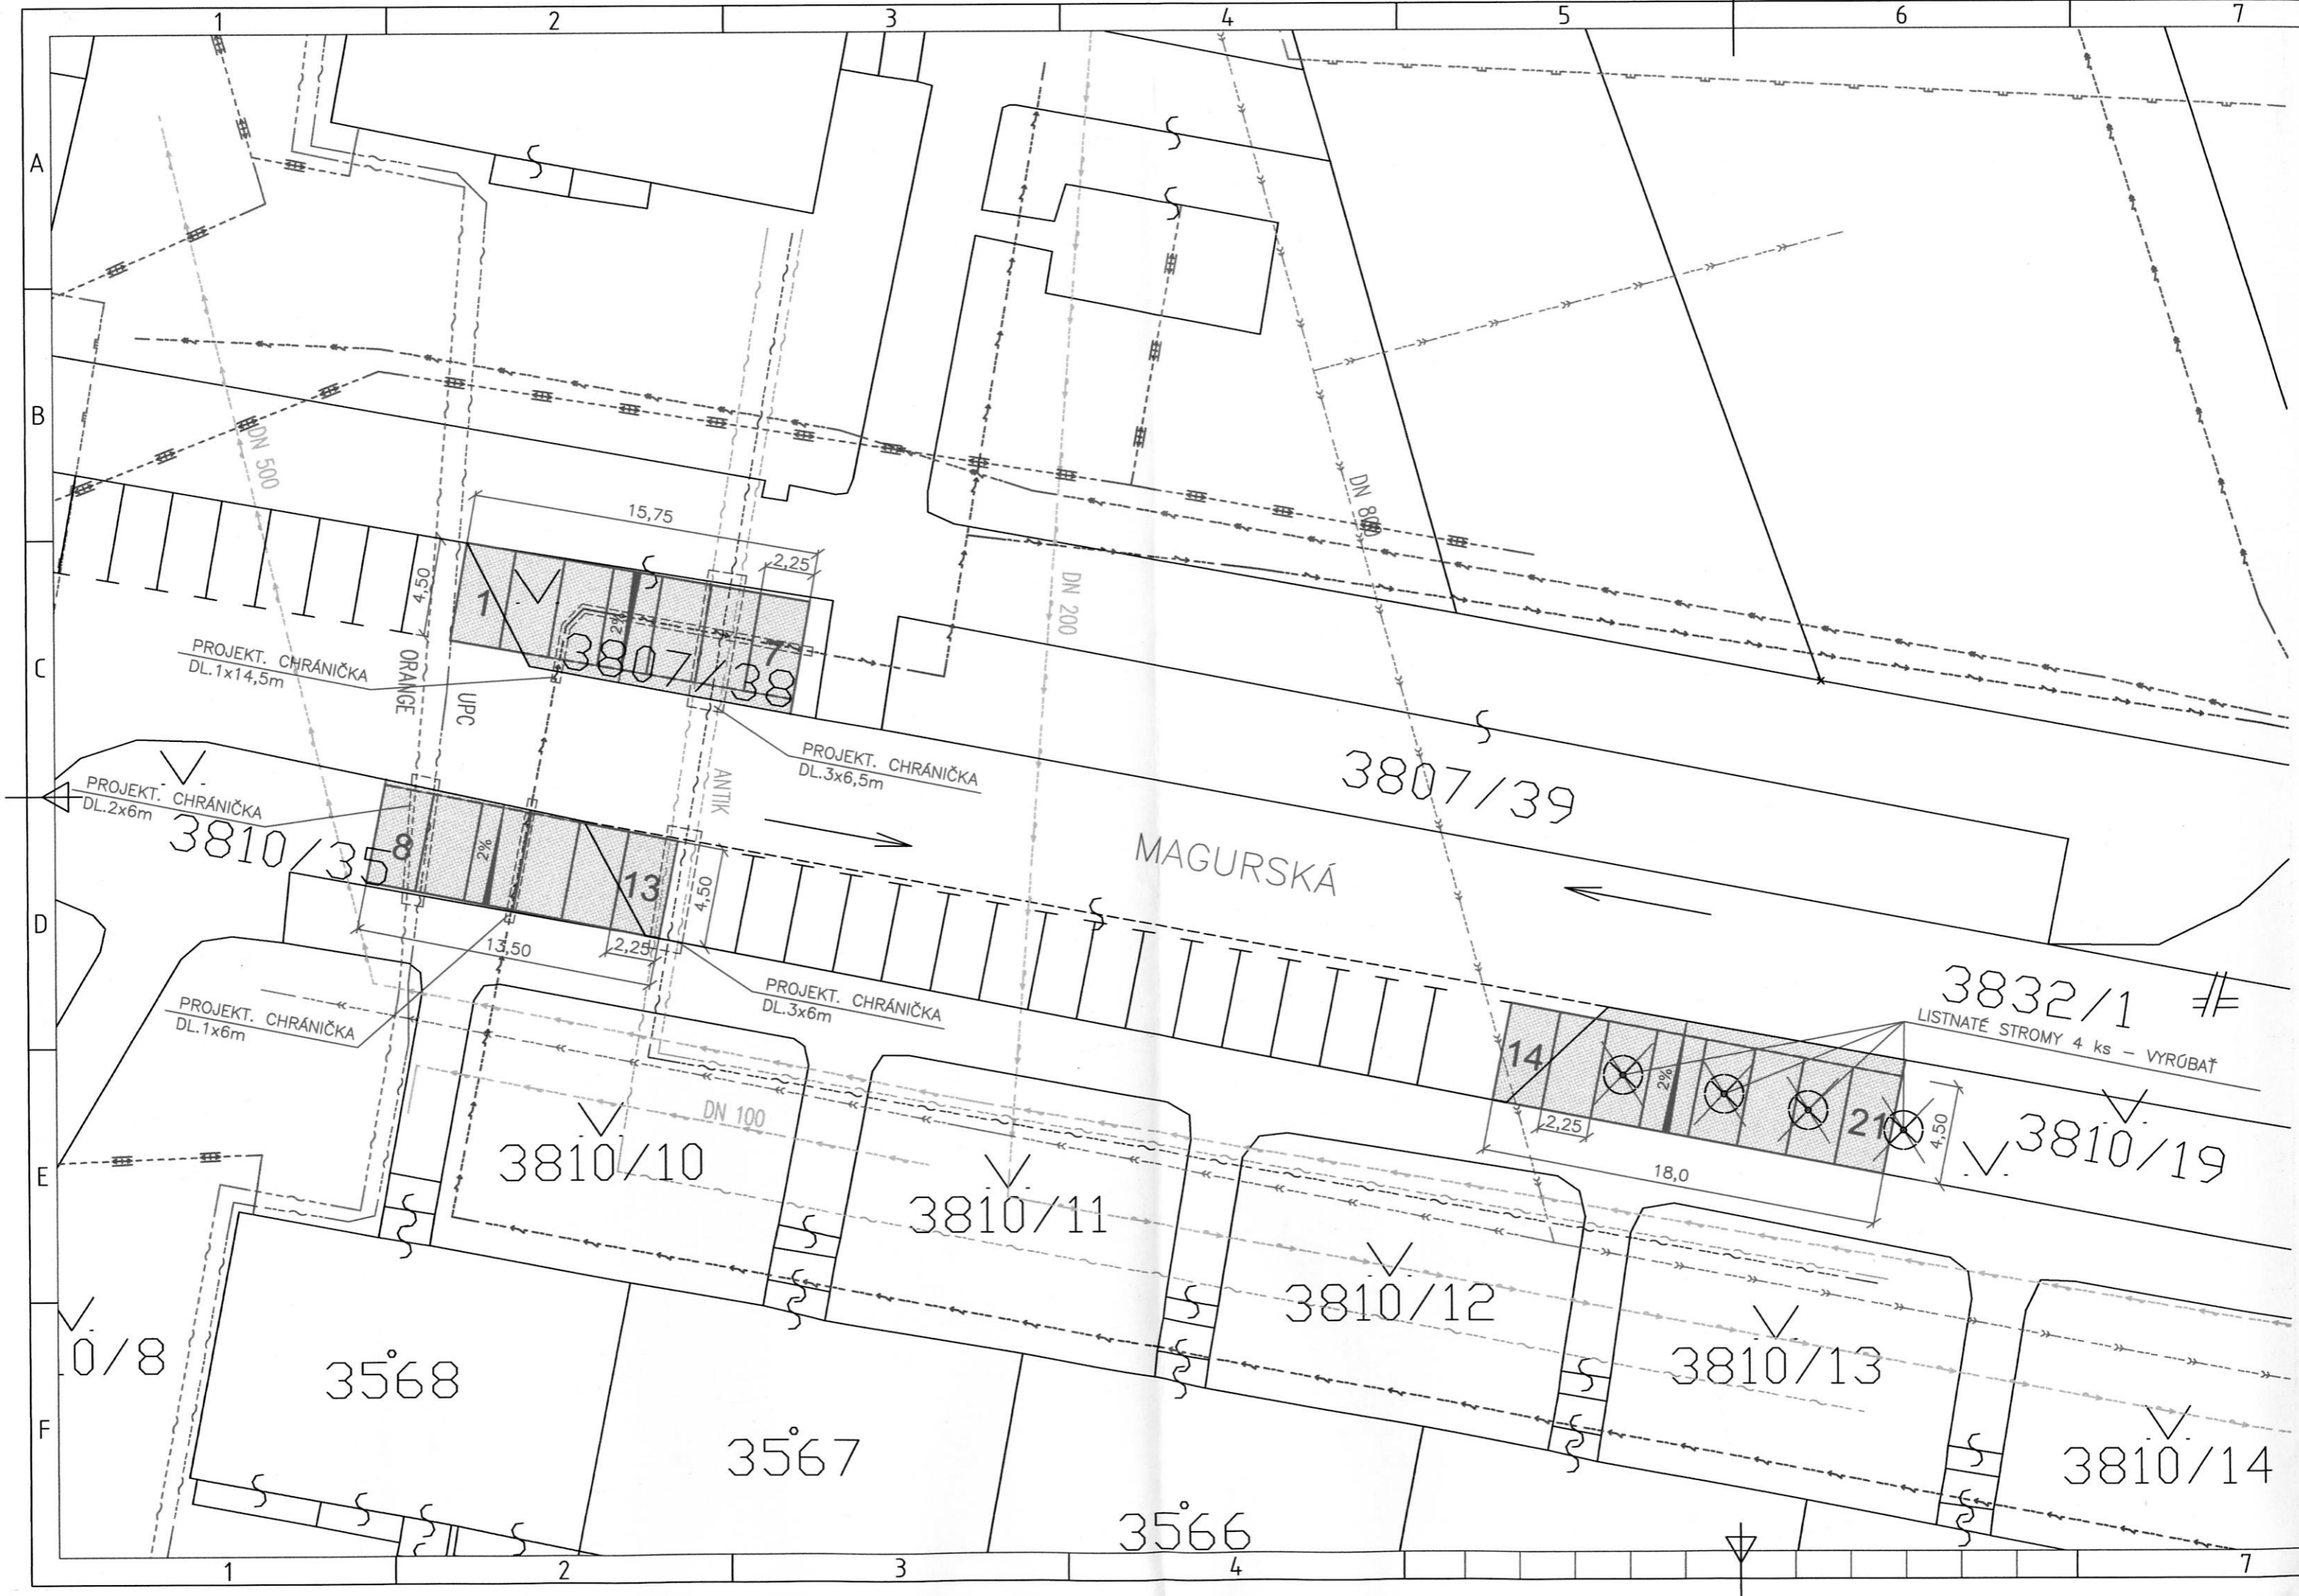 1 2 3 4 5 6 7
A
B
DN 500
DN 800
15,75
2,25
C
4,50
1
2%
7
3807/38
DN 200
PROJEKT. CHRÁNIČKA
DL.1x14,5m
ORANGE
UPC
PROJEKT. CHRÁNIČKA
DL.3x6,5m
ANTIK
3807/39
PROJEKT. CHRÁNIČKA
DL.2x6m
3810/35
8
2%
13
4,50
MAGURSKÁ
D
13,50
2,25
PROJEKT. CHRÁNIČKA
DL.3x6m
PROJEKT. CHRÁNIČKA
DL.1x6m
3832/1
LISTNATÉ STROMY 4 ks – VYRÚBAŤ
14
2%
21
2,25
18,0
4,50
3810/19
DN 100
E
3810/10
3810/11
3810/12
3810/13
3810/14
0/8
3568
3567
3566
F
1 2 3 4 7